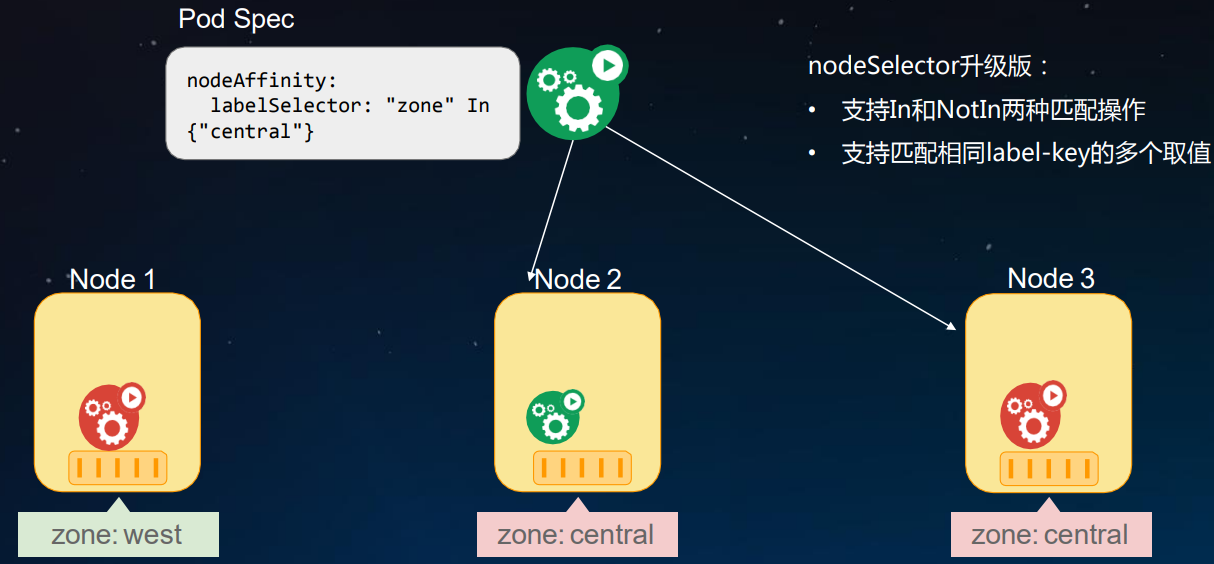 Pod Spec
nodeAffinity:
labelSelector: "zone" In
{"central"}
nodeSelector升级版：
• 支持In和NotIn两种匹配操作
• 支持匹配相同label-key的多个取值
Node 1
Node 2
Node 3
zone: west
zone: central
zone: central